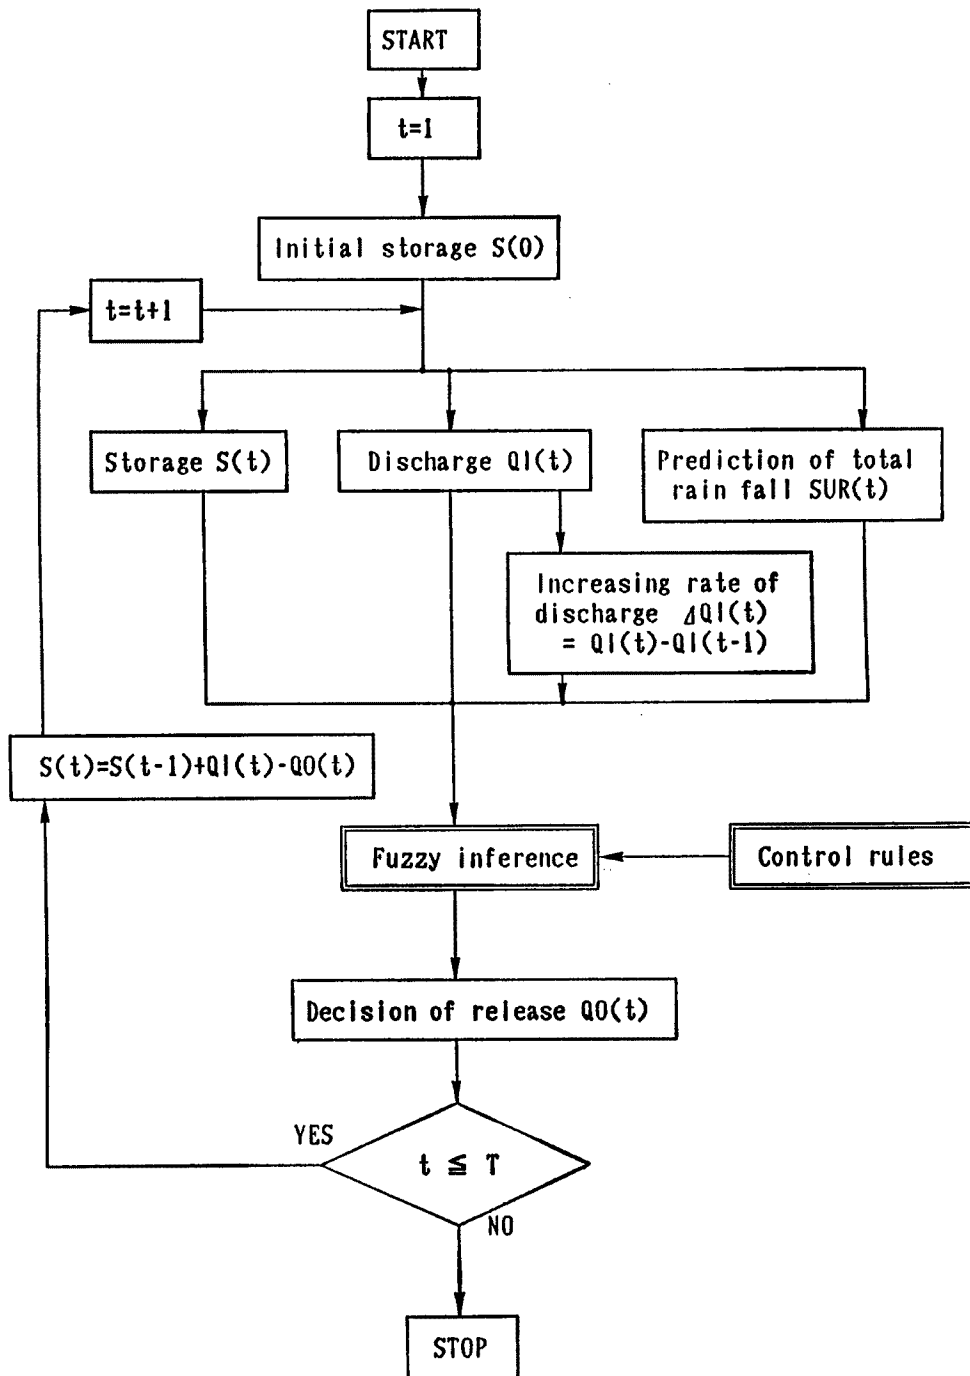 START
t=1
Initial storage S(0)
t=t+1
Storage S(t)
Discharge QI(t)
Prediction of total
rain fall SUR(t)
Increasing rate of
discharge ⊿QI(t)
= QI(t)-QI(t-1)
S(t)=S(t-1)+QI(t)-QO(t)
Fuzzy inference
Control rules
Decision of release QO(t)
YES
t ≦ T
NO
STOP